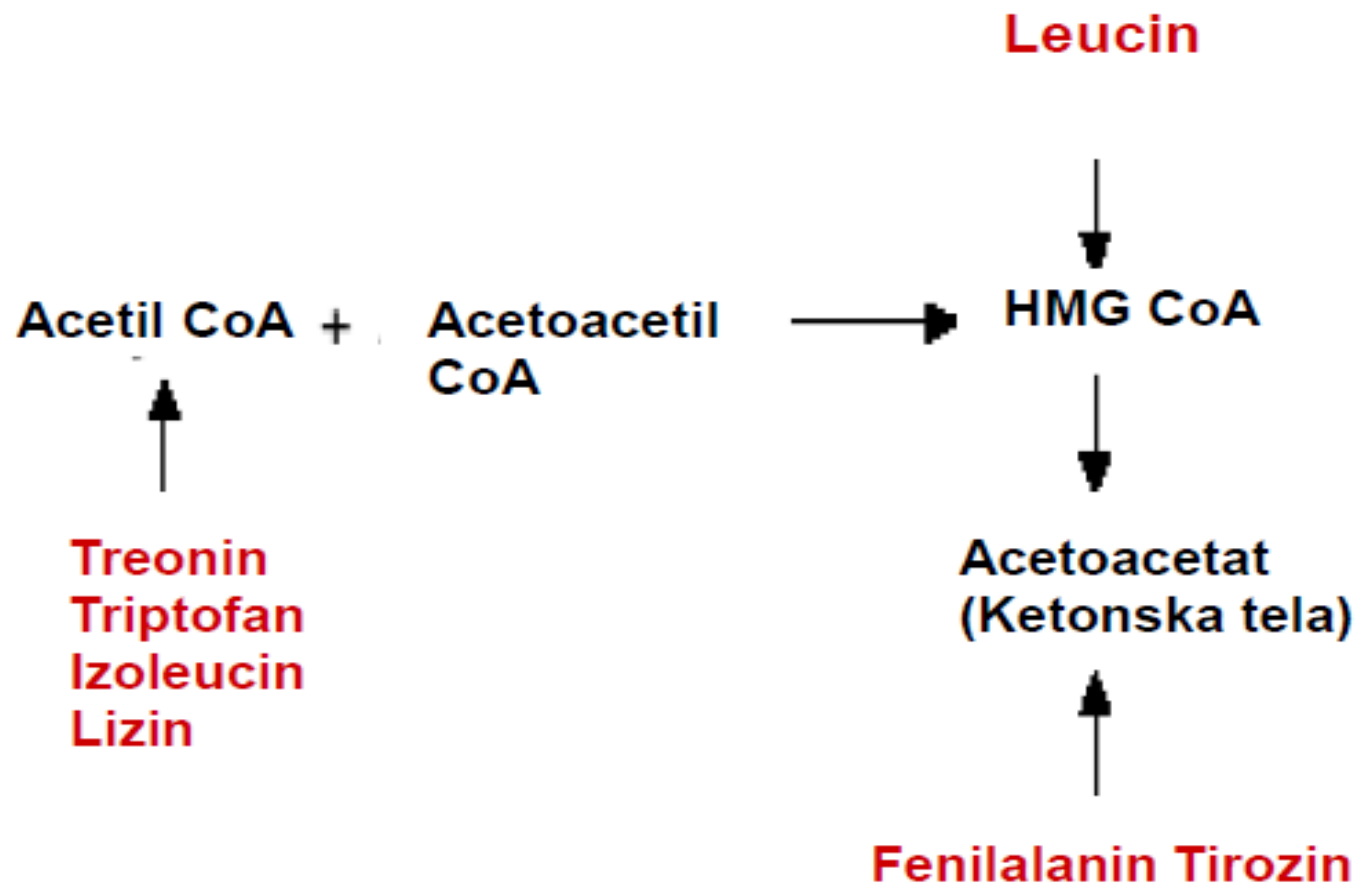 Leucin
Acetil CoA + Acetoacetil
CoA
HMG CoA
Treonin
Triptofan
Izoleucin
Lizin
Acetoacetat
(Ketonska tela)
Fenilalanin Tirozin